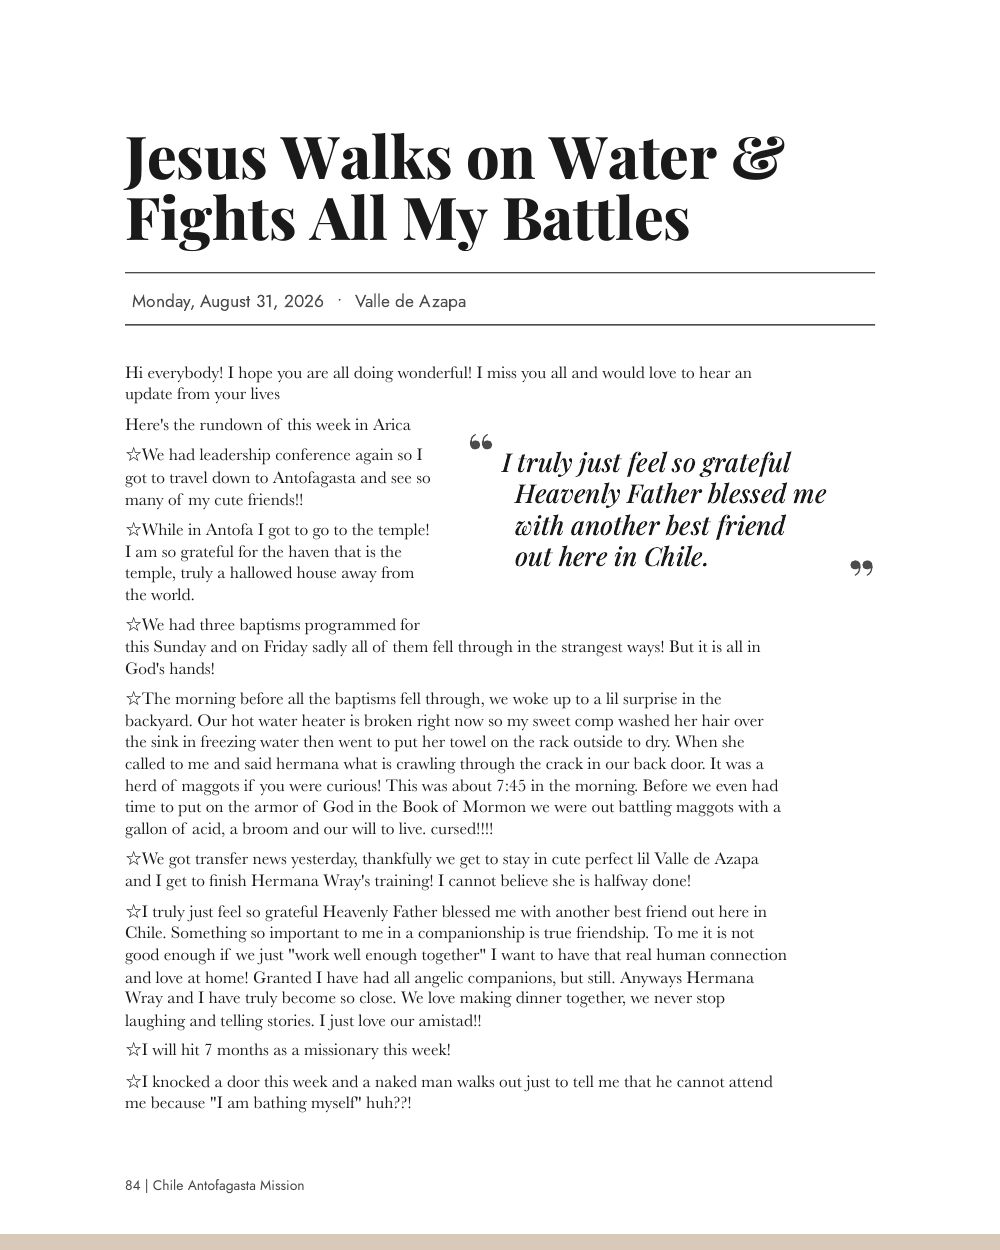 Jesus Walks on Water &
Fights All My Battles
Monday, August 31, 2026 · Valle de Azapa
Hi everybody! I hope you are all doing wonderful! I miss you all and would love to hear an
update from your lives
Here's the rundown of this week in Arica
☆We had leadership conference again so I
got to travel down to Antofagasta and see so
many of my cute friends!!
☆While in Antofa I got to go to the temple!
I am so grateful for the haven that is the
temple, truly a hallowed house away from
the world.
“I truly just feel so grateful
Heavenly Father blessed me
with another best friend
out here in Chile.”
☆We had three baptisms programmed for
this Sunday and on Friday sadly all of them fell through in the strangest ways! But it is all in
God's hands!
☆The morning before all the baptisms fell through, we woke up to a lil surprise in the
backyard. Our hot water heater is broken right now so my sweet comp washed her hair over
the sink in freezing water then went to put her towel on the rack outside to dry. When she
called to me and said hermana what is crawling through the crack in our back door. It was a
herd of maggots if you were curious! This was about 7:45 in the morning. Before we even had
time to put on the armor of God in the Book of Mormon we were out battling maggots with a
gallon of acid, a broom and our will to live. cursed!!!!
☆We got transfer news yesterday, thankfully we get to stay in cute perfect lil Valle de Azapa
and I get to finish Hermana Wray's training! I cannot believe she is halfway done!
☆I truly just feel so grateful Heavenly Father blessed me with another best friend out here in
Chile. Something so important to me in a companionship is true friendship. To me it is not
good enough if we just "work well enough together" I want to have that real human connection
and love at home! Granted I have had all angelic companions, but still. Anyways Hermana
Wray and I have truly become so close. We love making dinner together, we never stop
laughing and telling stories. I just love our amistad!!
☆I will hit 7 months as a missionary this week!
☆I knocked a door this week and a naked man walks out just to tell me that he cannot attend
me because "I am bathing myself" huh??!
84 | Chile Antofagasta Mission